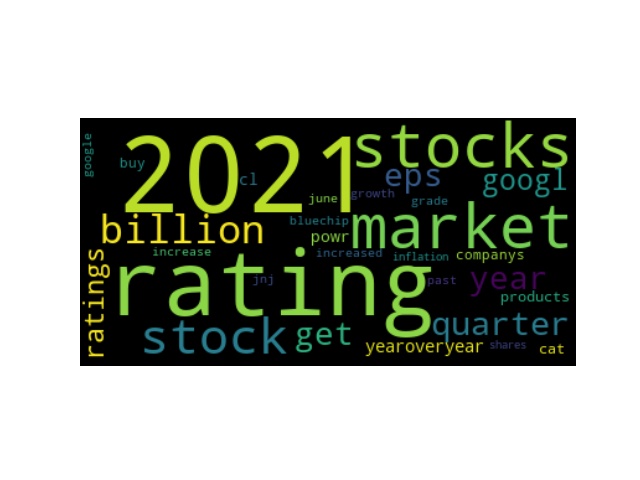 google
buy
2021
stocks
cl
eps
googl
june
growth
grade
billion
bluechip
market
powr
ratings
increase
increased
inflation
companys
rating
jnj
past
year
products
stock
get
quarter
yearoveryear
shares
cat